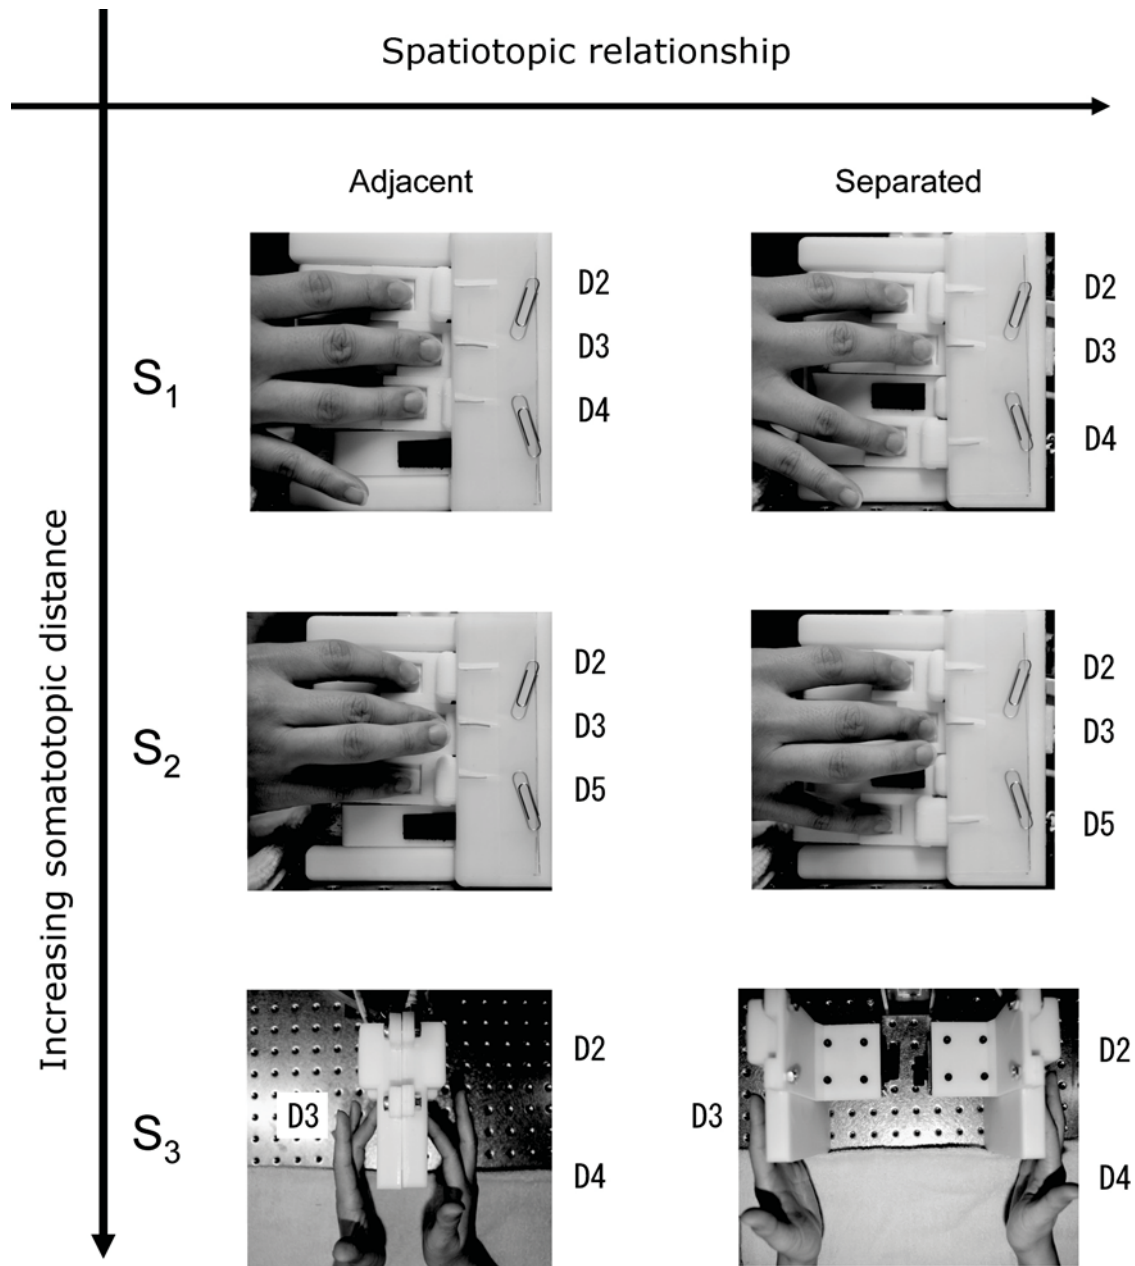 Spatiotopic relationship
Adjacent
Separated
Increasing somatotopic distance
S1
D2
D3
D4
D2
D3
D4
S2
D2
D3
D5
D2
D3
D5
S3
D3
D2
D4
D3
D2
D4